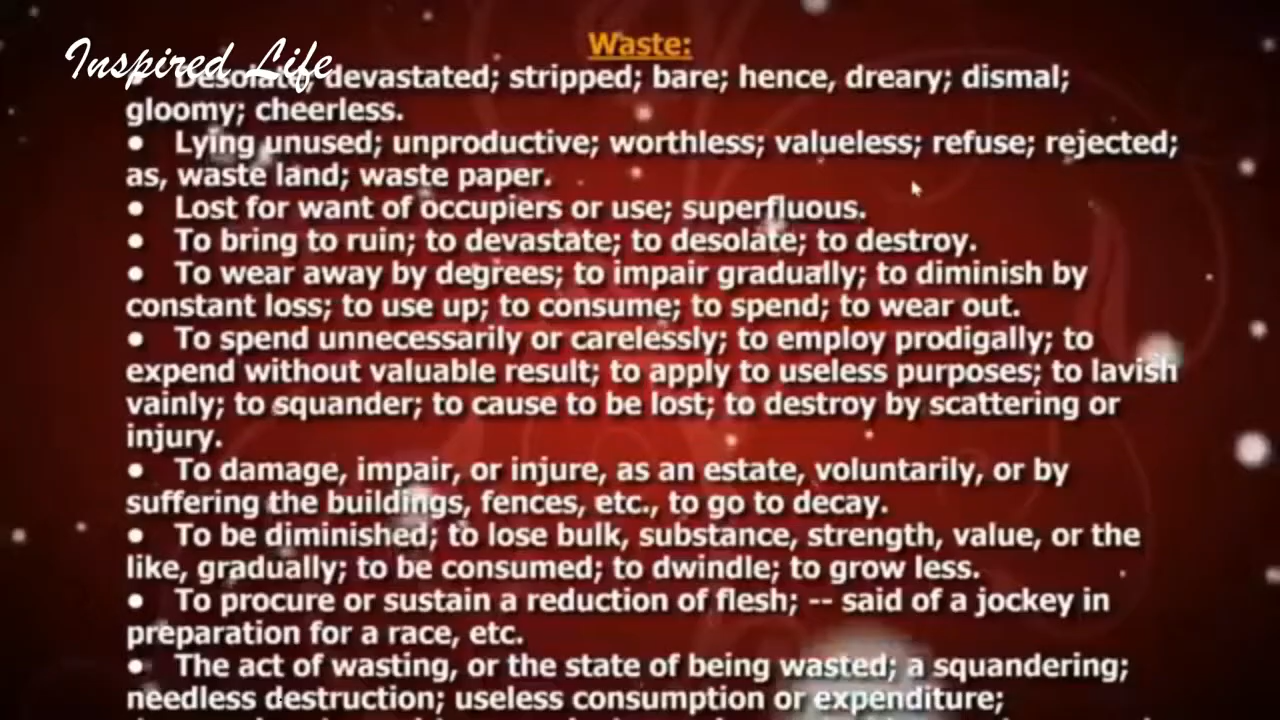 Waste:
Inspired Life
● Desolate; devastated; stripped; bare; hence, dreary; dismal;
gloomy; cheerless.
● Lying unused; unproductive; worthless; valueless; refuse; rejected;
as, waste land; waste paper.
● Lost for want of occupiers or use; superfluous.
● To bring to ruin; to devastate; to desolate; to destroy.
● To wear away by degrees; to impair gradually; to diminish by
constant loss; to use up; to consume; to spend; to wear out.
● To spend unnecessarily or carelessly; to employ prodigally; to
expend without valuable result; to apply to useless purposes; to lavish
vainly; to squander; to cause to be lost; to destroy by scattering or
injury.
● To damage, impair, or injure, as an estate, voluntarily, or by
suffering the buildings, fences, etc., to go to decay.
● To be diminished; to lose bulk, substance, strength, value, or the
like, gradually; to be consumed; to dwindle; to grow less.
● To procure or sustain a reduction of flesh; -- said of a jockey in
preparation for a race, etc.
● The act of wasting, or the state of being wasted; a squandering;
needless destruction; useless consumption or expenditure;